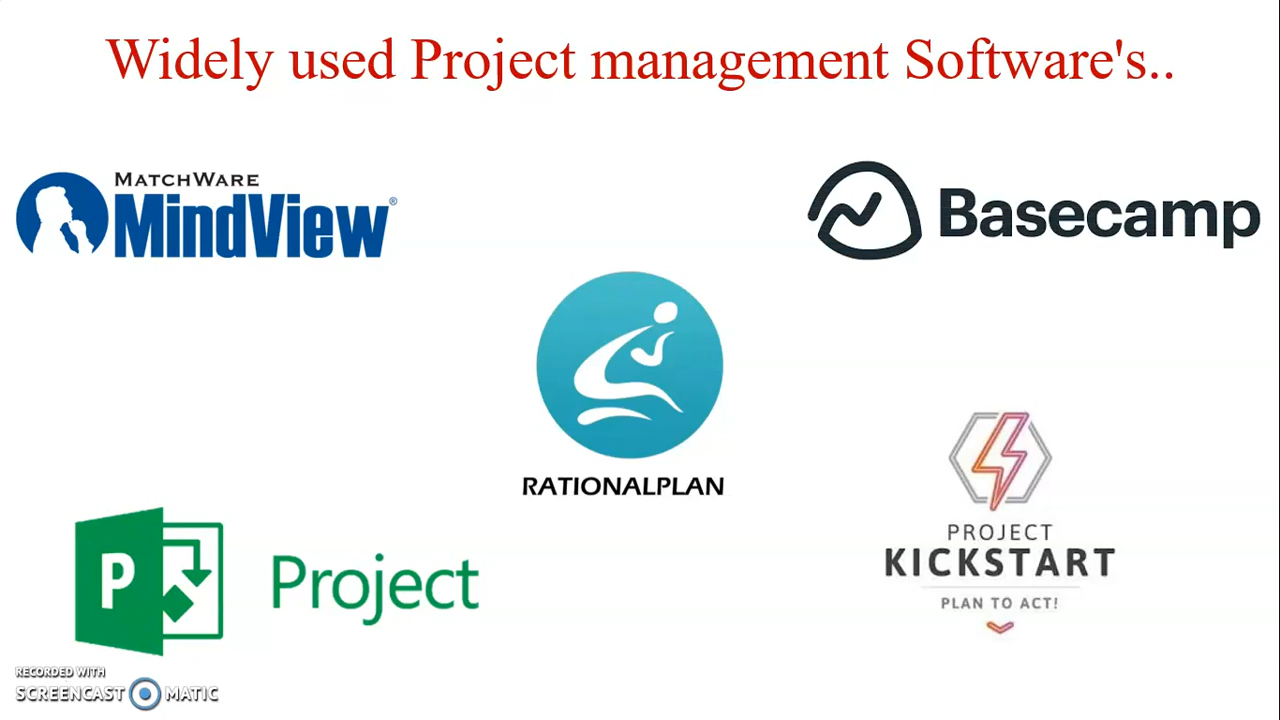 Widely used Project management Software's..
MATCHWARE
MindView®
Basecamp
RATIONALPLAN
PROJECT
KICKSTART
PLAN TO ACT!
P
Project
RECORDED WITH
SCREENCAST MATIC